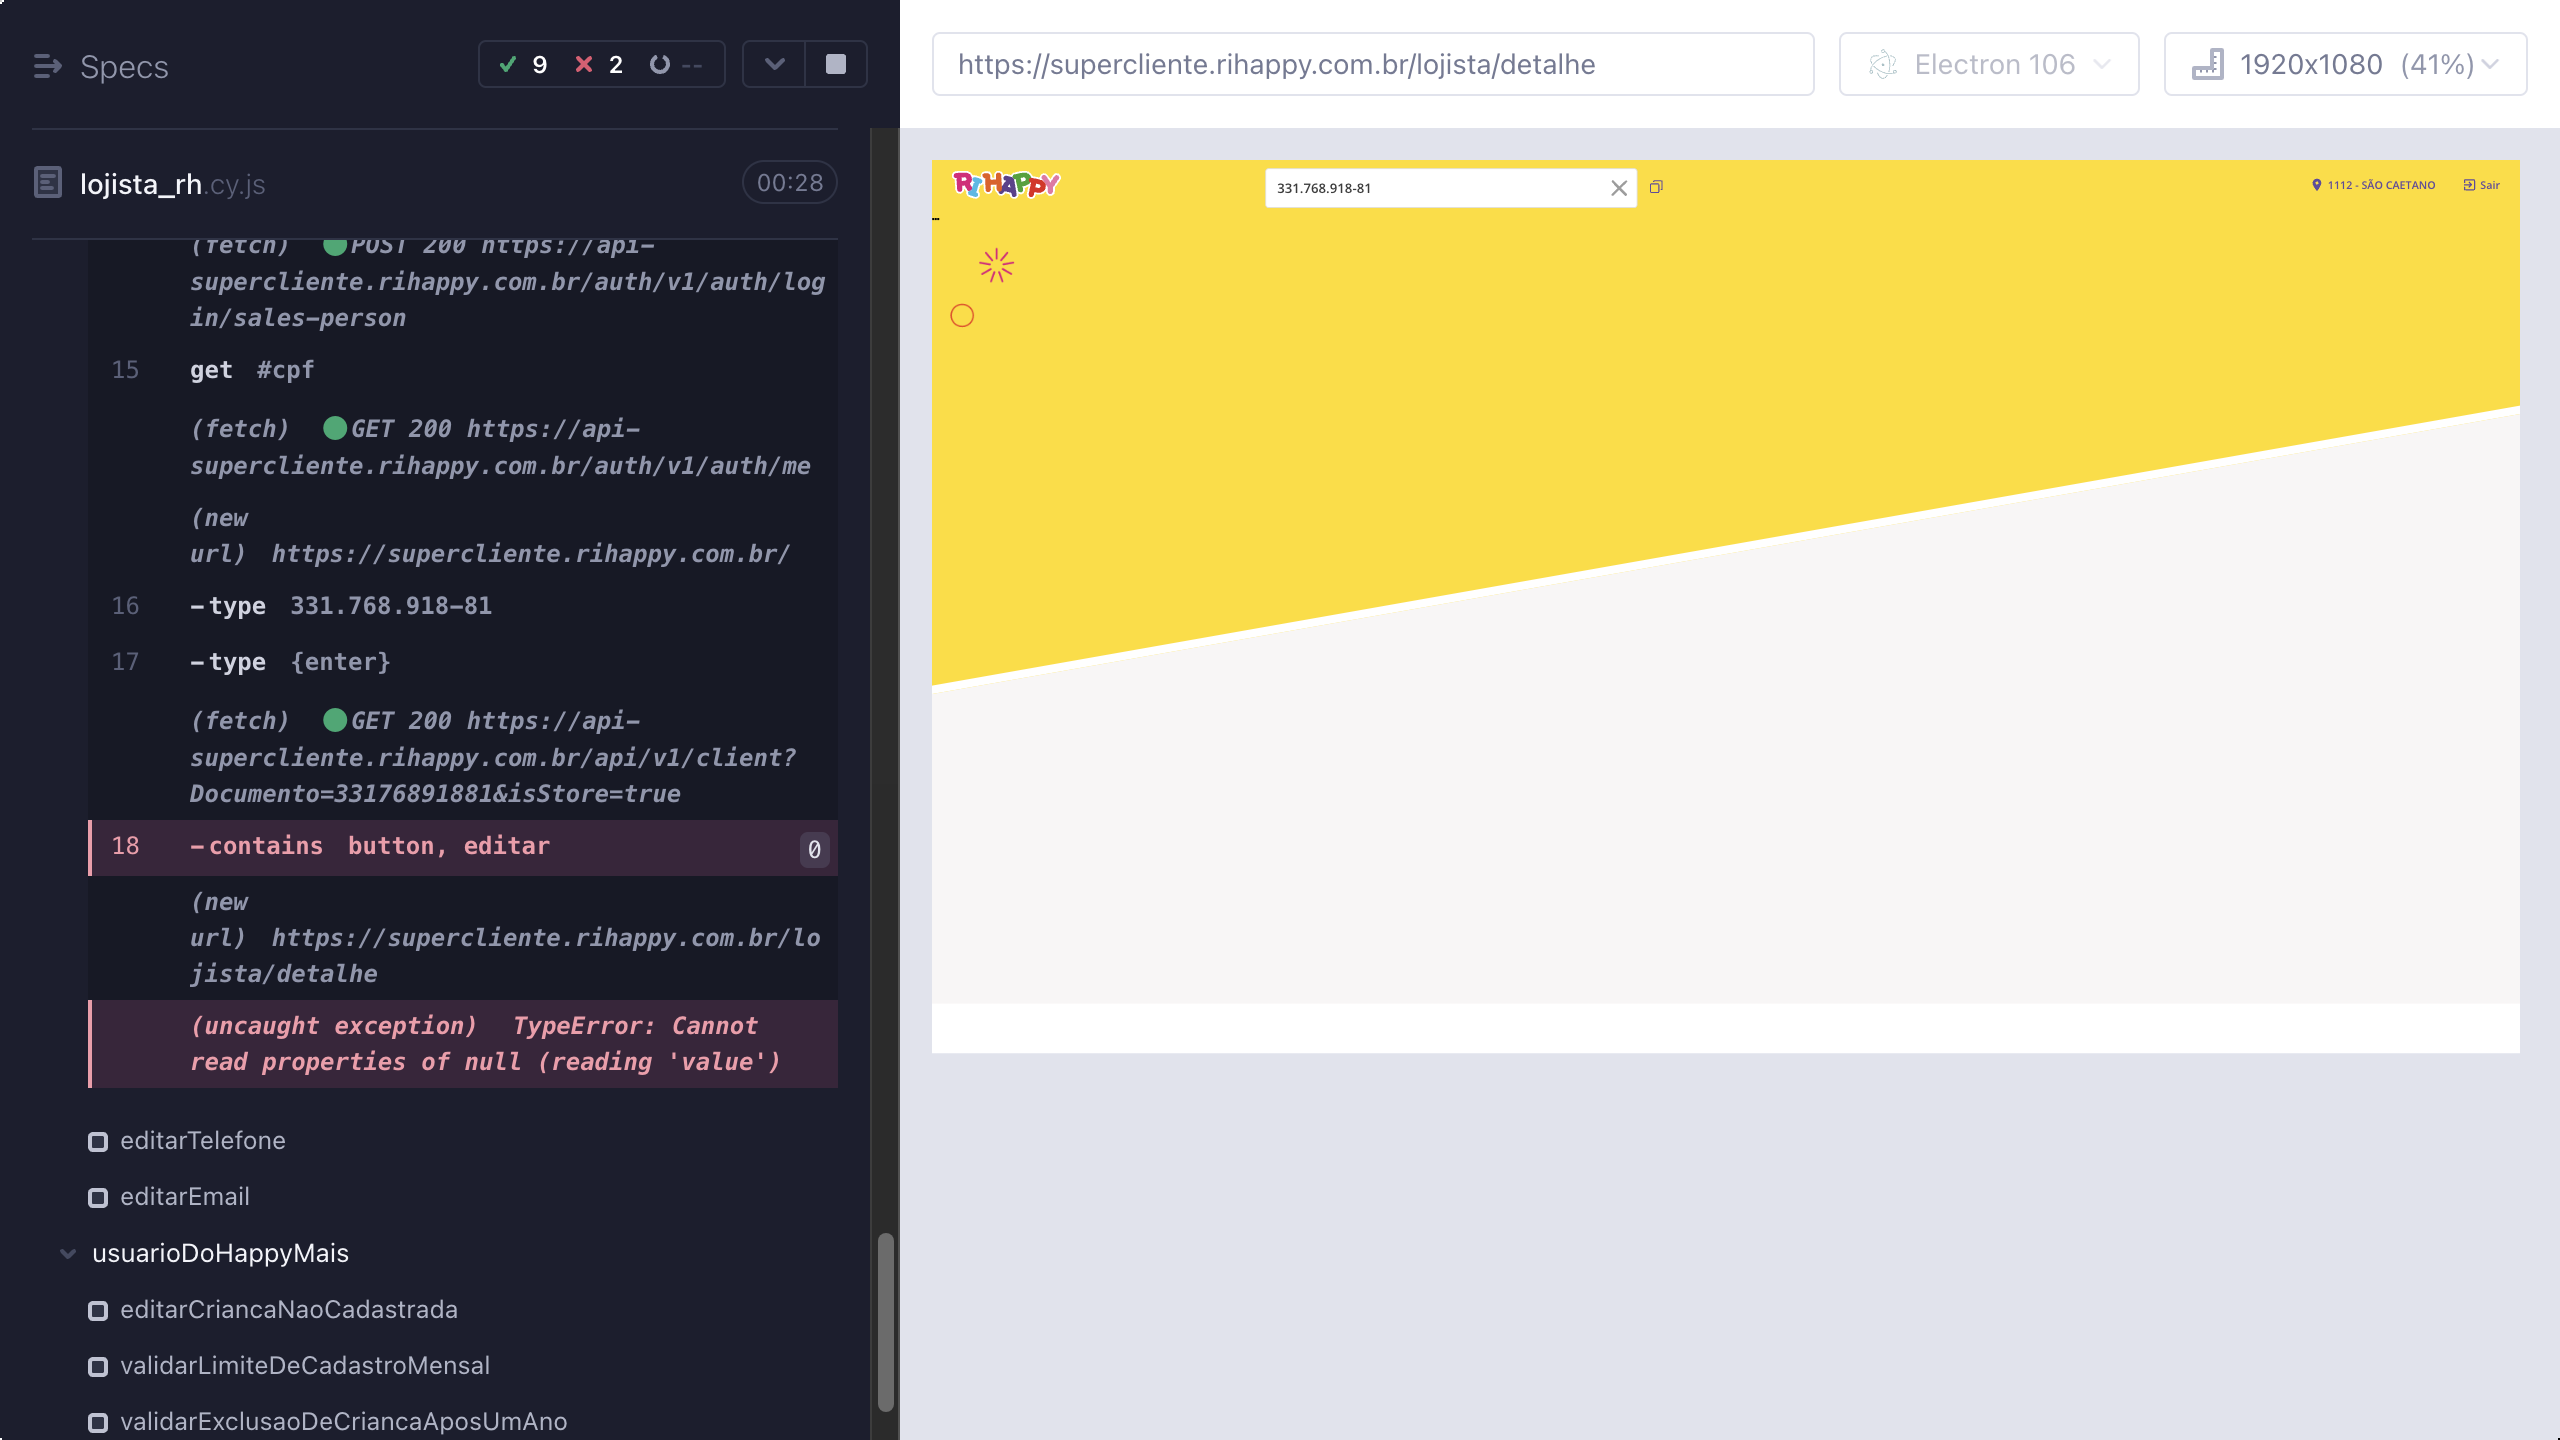 Specs
9 2 --
lojista_rh.cy.js 00:28
(fetch) POST 200 https://api-
supercliente.rihappy.com.br/auth/v1/auth/log
in/sales-person
15 get #cpf
(fetch) GET 200 https://api-
supercliente.rihappy.com.br/auth/v1/auth/me
(new
url) https://supercliente.rihappy.com.br/
16 -type 331.768.918-81
17 -type {enter}
(fetch) GET 200 https://api-
supercliente.rihappy.com.br/api/v1/client?
Documento=33176891881&isStore=true
18 -contains button, editar 0
(new
url) https://supercliente.rihappy.com.br/lo
jista/detalhe
(uncaught exception) TypeError: Cannot
read properties of null (reading 'value')
editarTelefone
editarEmail
usuarioDoHappyMais
editarCriancaNaoCadastrada
validarLimiteDeCadastroMensal
validarExclusaoDeCriancaAposUmAno
https://supercliente.rihappy.com.br/lojista/detalhe
Electron 106
1920x1080 (41%)
RIHAPPY
331.768.918-81
1112 - SÃO CAETANO
Sair